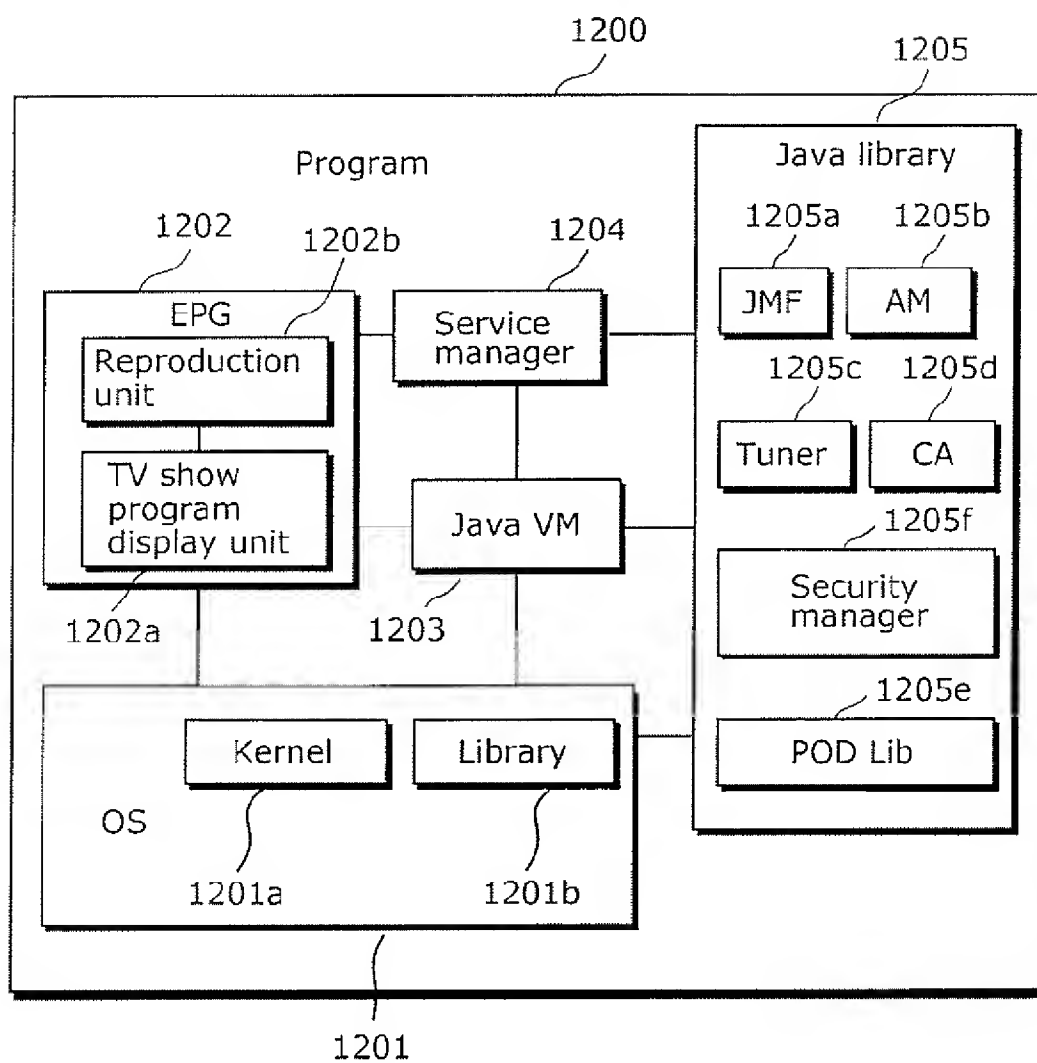 1200
1205
Program
Java library
1202
1202b
1204
1205a
1205b
EPG
Reproduction
unit
Service
manager
JMF
AM
1205c
1205d
TV show
program
display unit
Java VM
Tuner
CA
1205f
1202a
1203
Security
manager
1205e
Kernel
Library
POD Lib
OS
1201a
1201b
1201